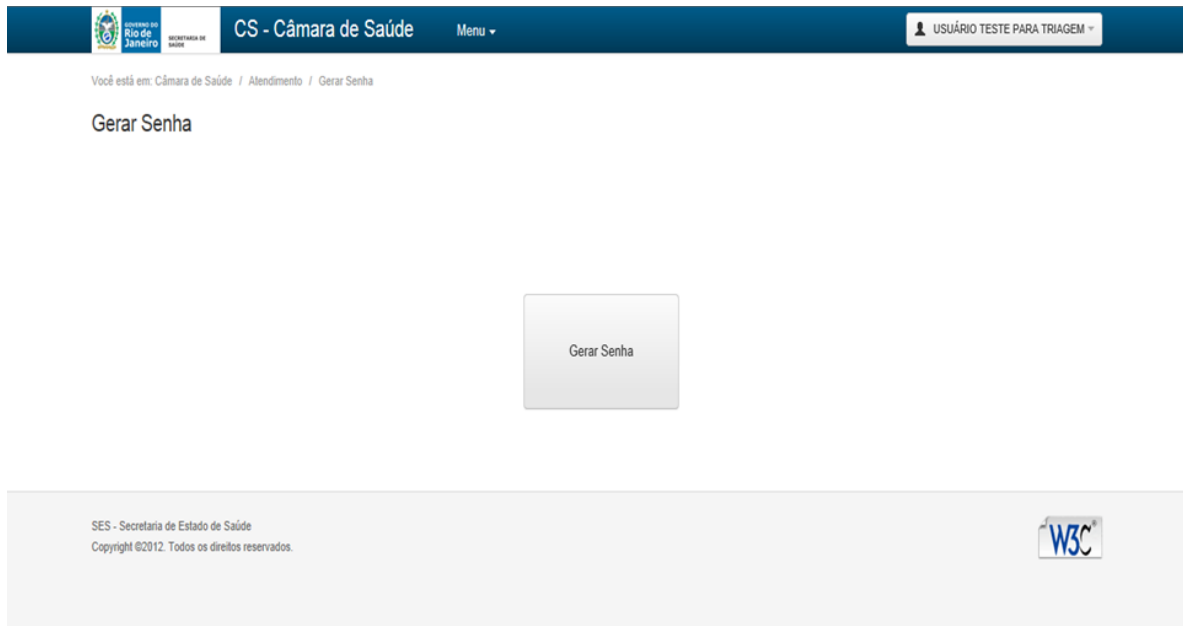 GOVERNO DO
Rio de
Janeiro
SECRETARIA DE
SAÚDE
CS - Câmara de Saúde
Menu
USUÁRIO TESTE PARA TRIAGEM
Você está em: Câmara de Saúde / Atendimento / Gerar Senha
Gerar Senha
Gerar Senha
SES - Secretaria de Estado de Saúde
Copyright ©2012. Todos os direitos reservados.
W3C®